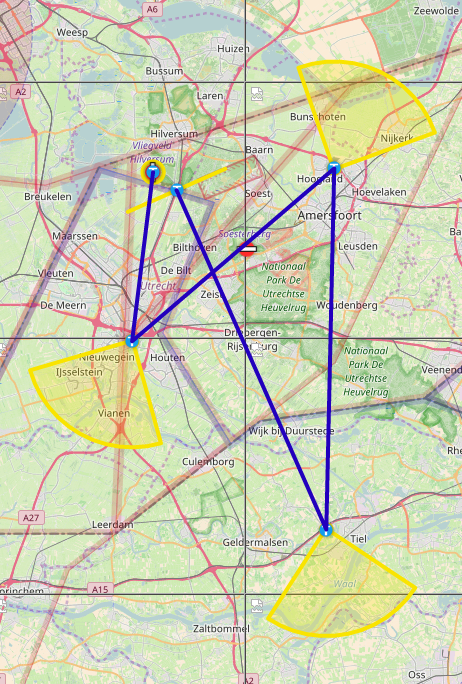 A6
Zeewolde
Weesp
Huizen
Bussum
A2
Laren
Bunschoten
Hilversum
Nijkerk
Vliegveld
Hilversum
Baarn
Hoogland
Breukelen
Soest
Hoevelaken
Amersfoort
Maarssen
Soesterberg
Bilthoven
Leusden
Vleuten
De Bilt
Nationaal
Park De
Utrechtse
Heuvelrug
Utrecht
Zeist
De Meern
Woudenberg
Driebergen-
Rijsenburg
Nieuwegein
Houten
Nationaal
Park De
Utrechtse
Heuvelrug
IJsselstein
Veenend
Vianen
Wijk bij Duurstede
Rhe
Culemborg
A27
Leerdam
Geldermalsen
Tiel
A15
Waal
orinchem
Zaltbommel
Oss
A2